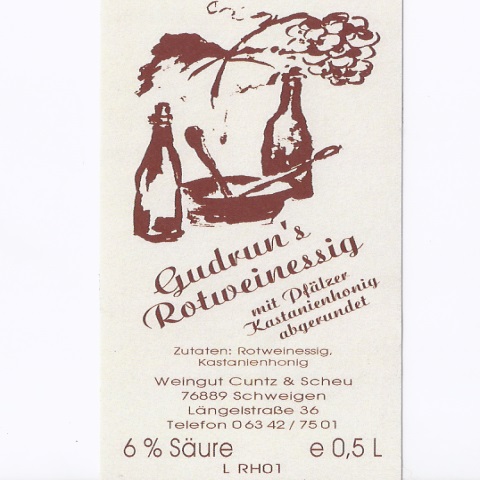 Gudrun's
Rotweinessig
mit Pfälzer
Kastanienhonig
abgerundet
Zutaten: Rotweinessig,
Kastanienhonig
Weingut Cuntz & Scheu
76889 Schweigen
Längelstraße 36
Telefon 0 63 42 / 75 01
6 % Säure e 0,5 L
L RH01